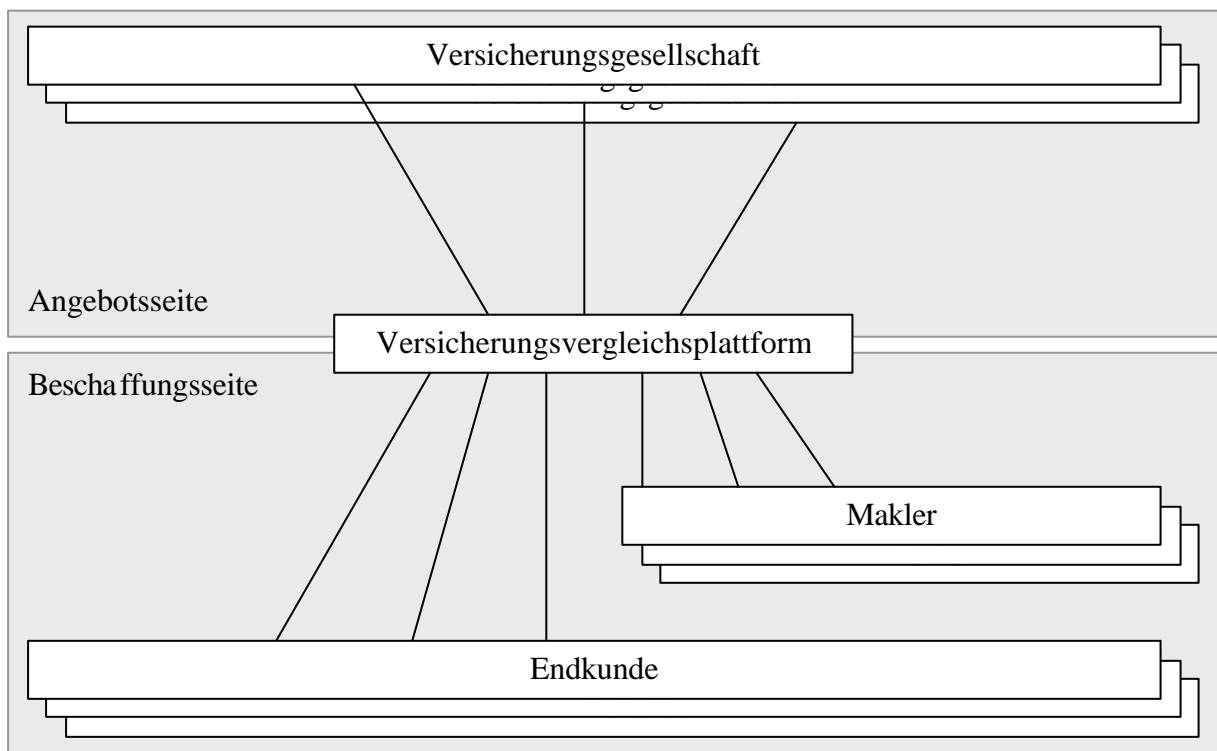 Versicherungsgesellschaft
Angebotsseite
Versicherungsvergleichsplattform
Beschaffungsseite
Makler
Endkunde